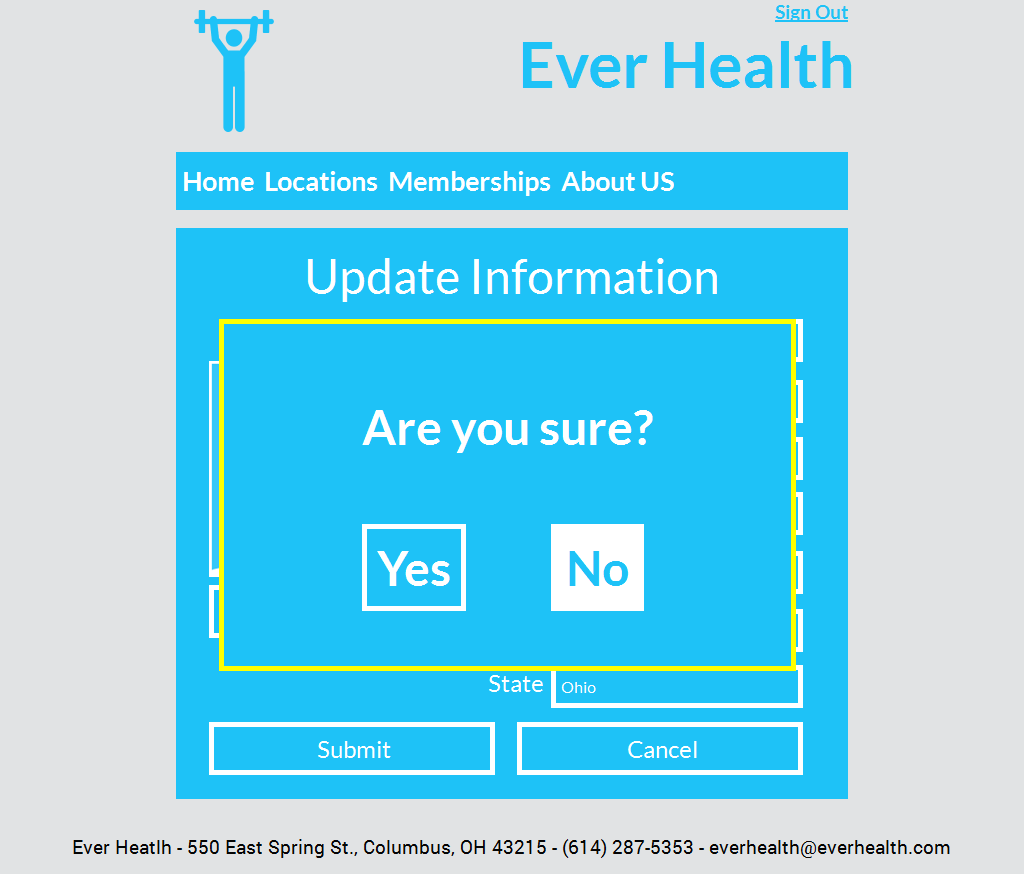 Sign Out
Ever Health
Home Locations Memberships About US
Update Information
Are you sure?
Yes No
State Ohio
Submit Cancel
Ever Heatlh - 550 East Spring St., Columbus, OH 43215 - (614) 287-5353 - everhealth@everhealth.com